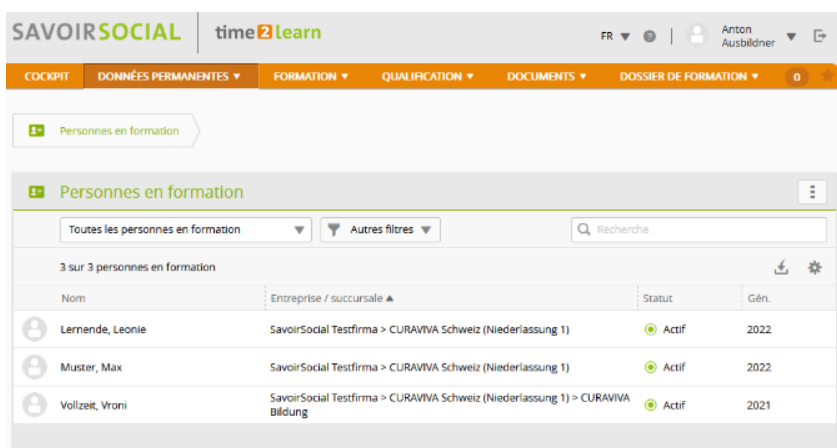 SAVOIRSOCIAL time2learn FR Anton
Ausbildner
COCKPIT DONNÉES PERMANENTES FORMATION QUALIFICATION DOCUMENTS DOSSIER DE FORMATION 0
Personnes en formation
Personnes en formation
Toutes les personnes en formation Autres filtres Recherche
3 sur 3 personnes en formation
Nom Entreprise / succursale Statut Gén.
Lernende, Leonie SavoirSocial Testfirma > CURAVIVA Schweiz (Niederlassung 1) Actif 2022
Muster, Max SavoirSocial Testfirma > CURAVIVA Schweiz (Niederlassung 1) Actif 2022
Vollzeit, Vroni SavoirSocial Testfirma > CURAVIVA Schweiz (Niederlassung 1) > CURAVIVA Actif 2021
Bildung